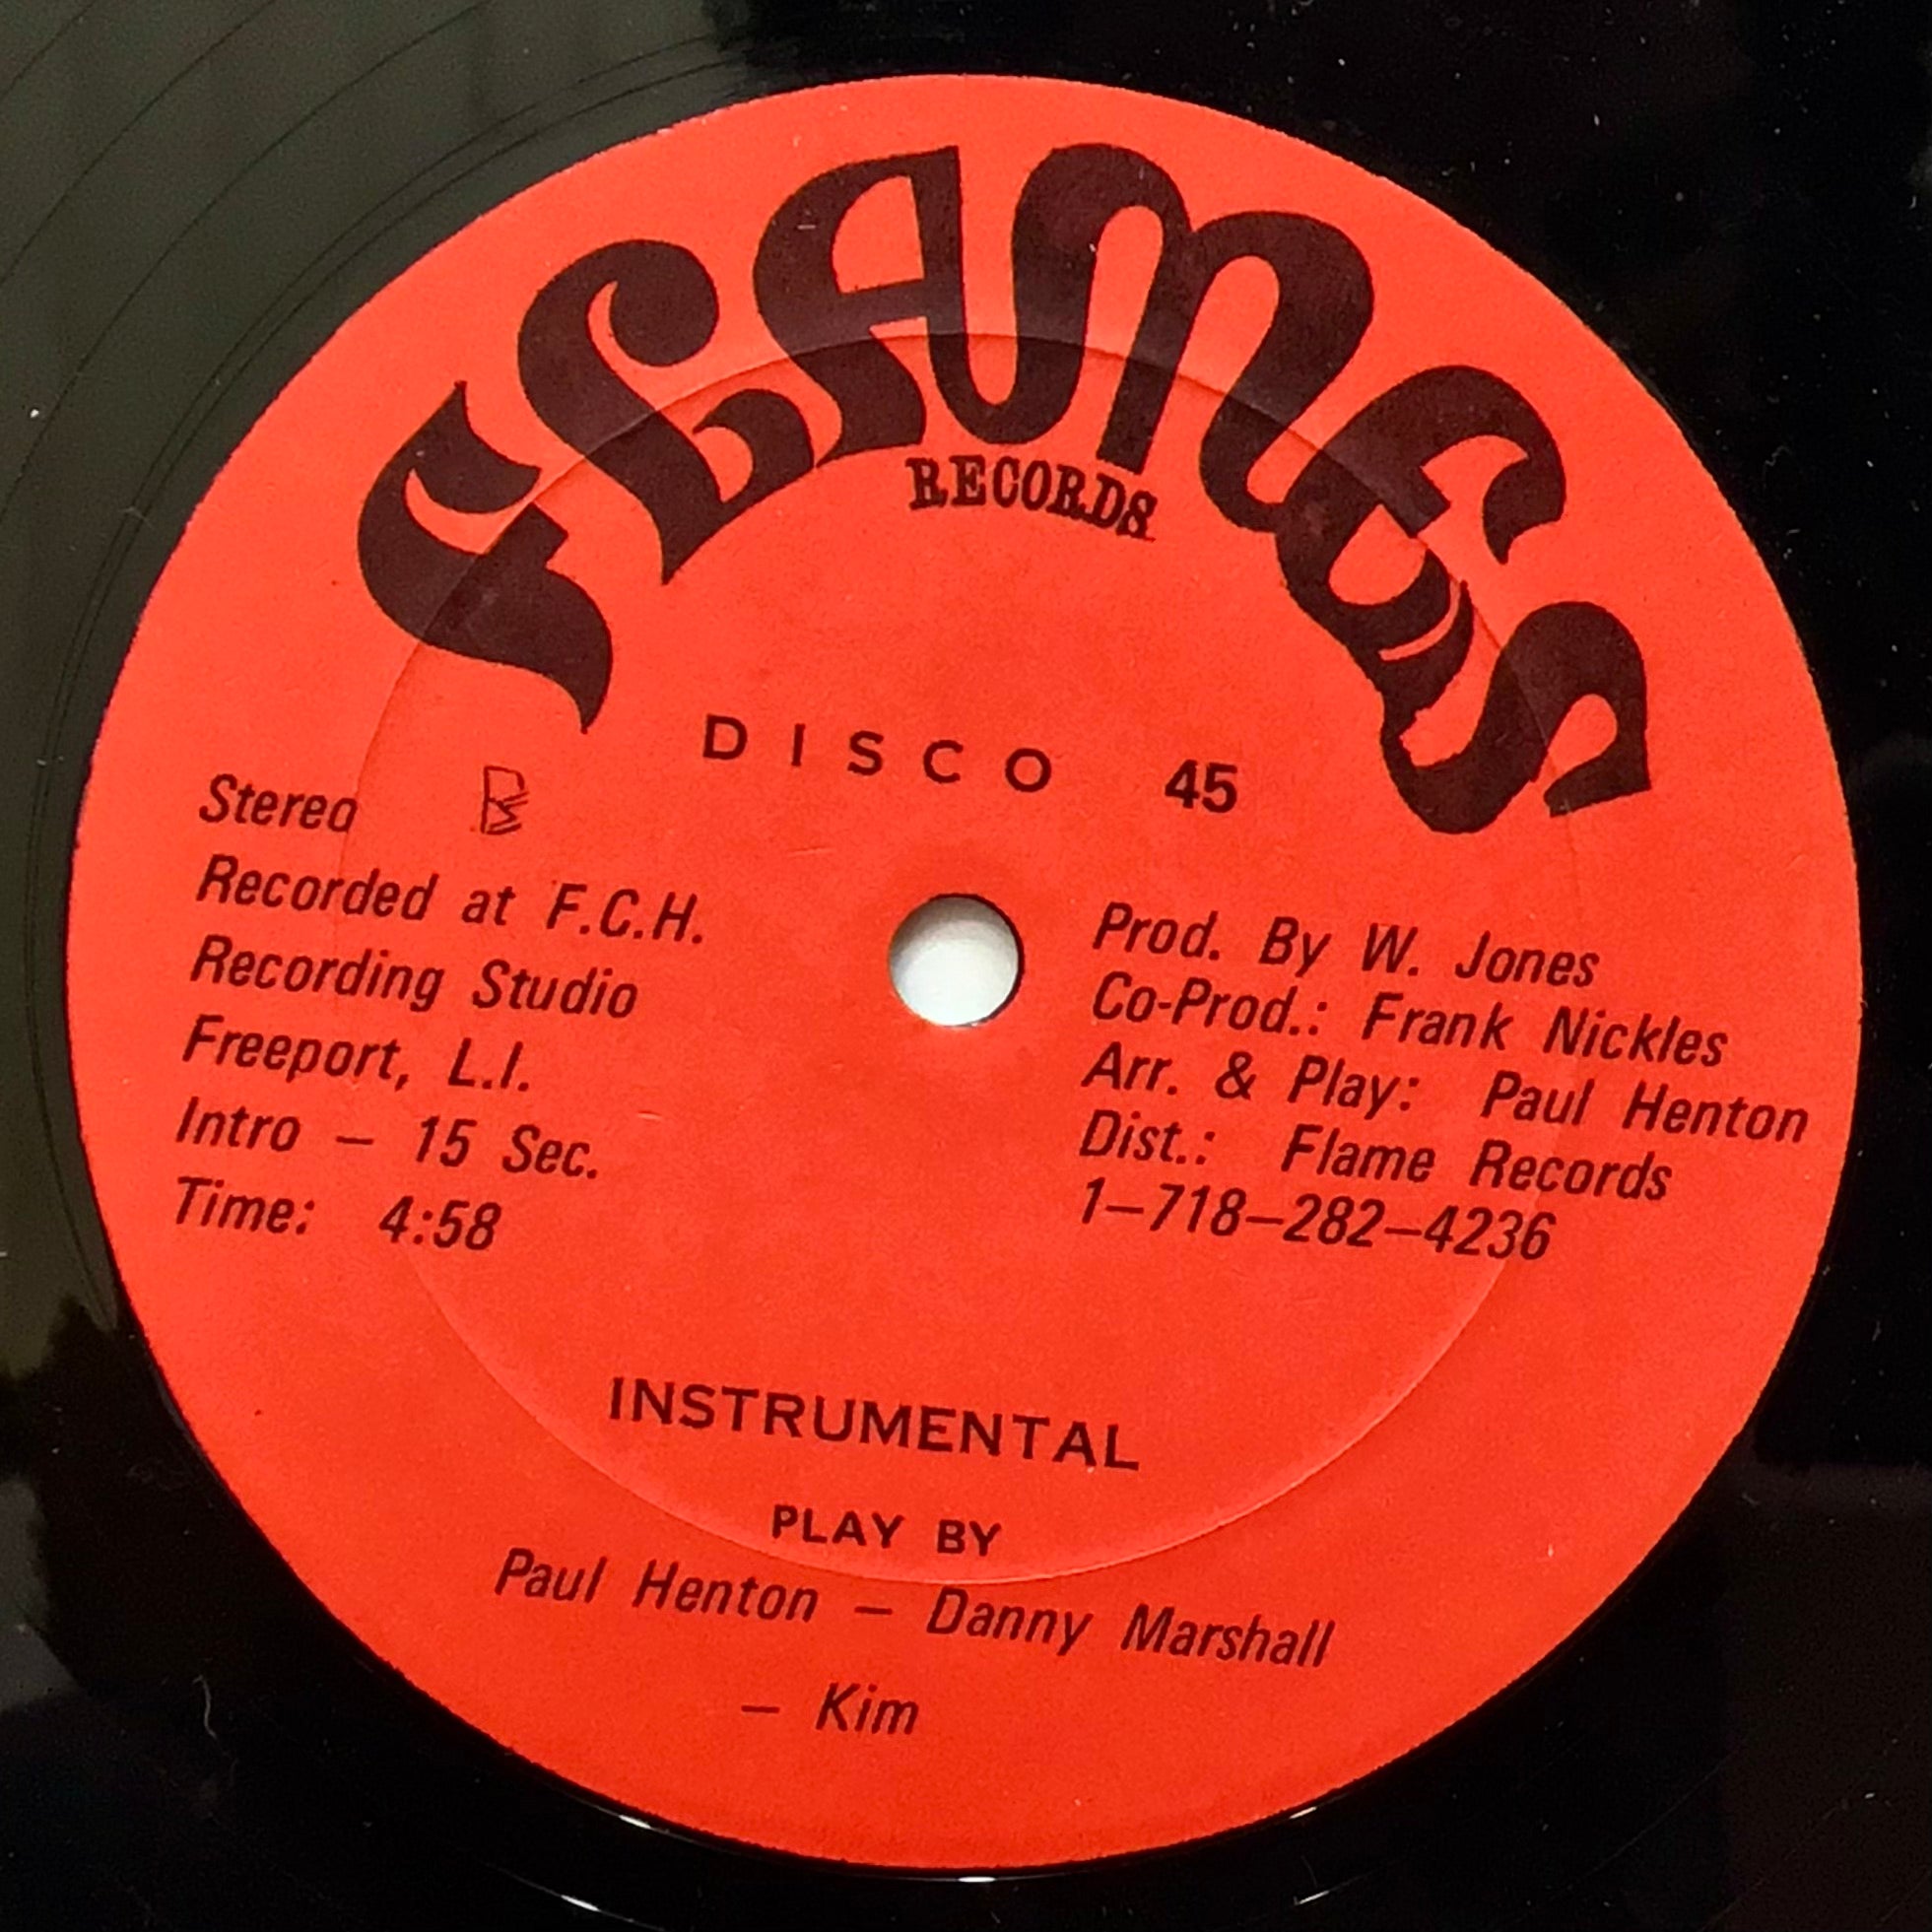 FLAMES
RECORDS
DISCO 45
Stereo B
Recorded at F.C.H.
Recording Studio
Freeport, L.I.
Intro – 15 Sec.
Time: 4:58
Prod. By W. Jones
Co-Prod.: Frank Nickles
Arr. & Play: Paul Henton
Dist.: Flame Records
1–718–282–4236
INSTRUMENTAL
PLAY BY
Paul Henton – Danny Marshall
– Kim